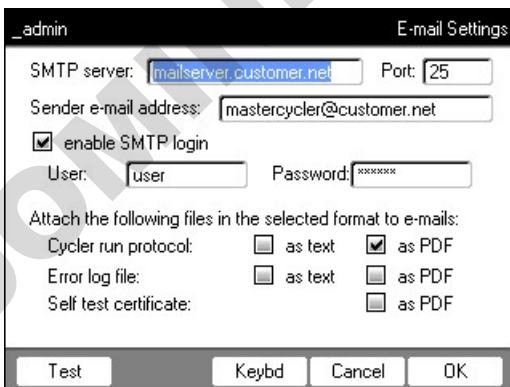 _admin E-mail Settings
SMTP server: mailserver.customer.net Port: 25
Sender e-mail address: mastercycler@customer.net
enable SMTP login
User: user Password: ******
Attach the following files in the selected format to e-mails:
Cycler run protocol: as text as PDF
Error log file: as text as PDF
Self test certificate: as PDF
Test Keybd Cancel OK